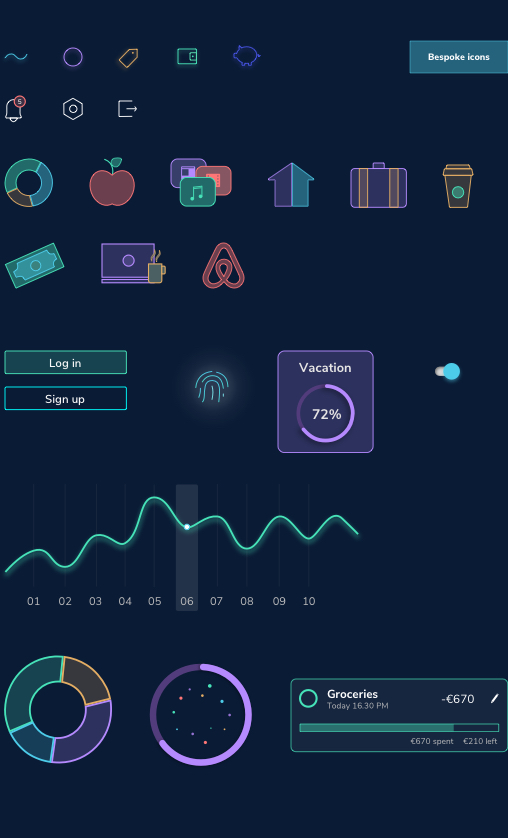 Bespoke icons
5
Log in
Sign up
Vacation
72%
01 02 03 04 05 06 07 08 09 10
Groceries
Today 16.30 PM
-€670
€670 spent €210 left